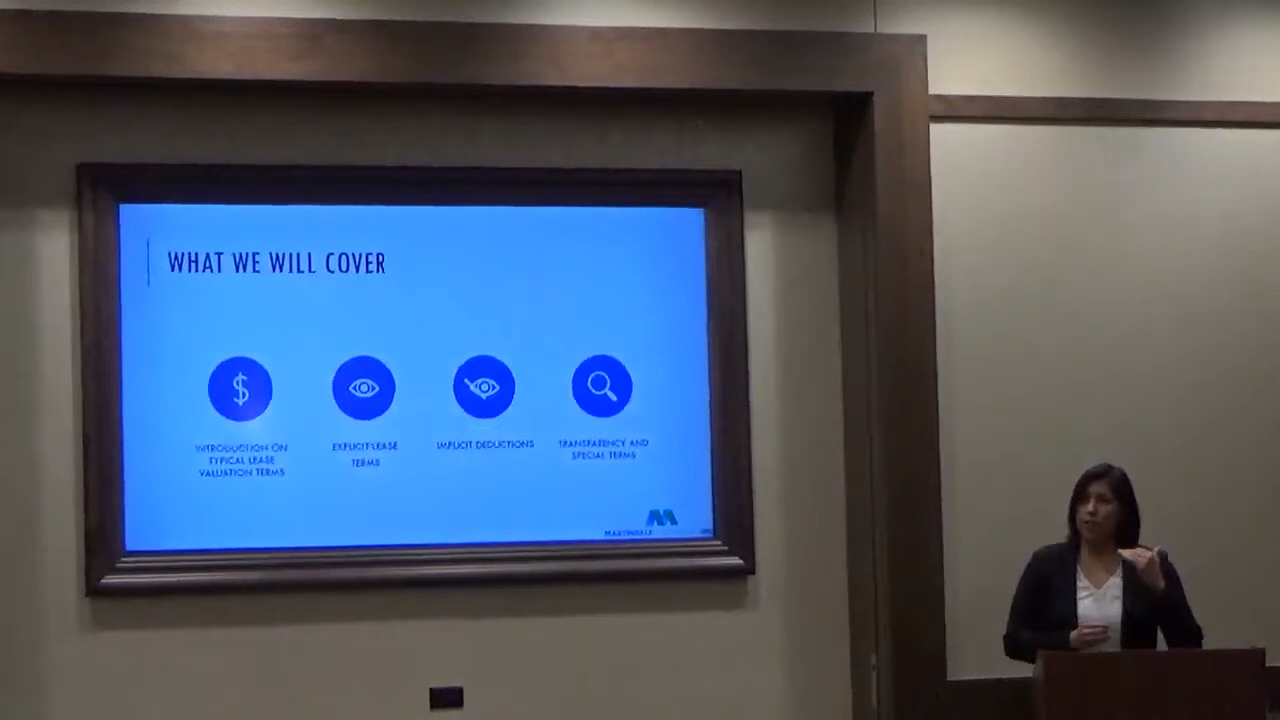 WHAT WE WILL COVER
$
INTRODUCTION ON
TYPICAL LEASE
VALUATION TERMS
EXPLICIT LEASE
TERMS
IMPLICIT DEDUCTIONS
TRANSPARENCY AND
SPECIAL TERMS
MARTINDALE